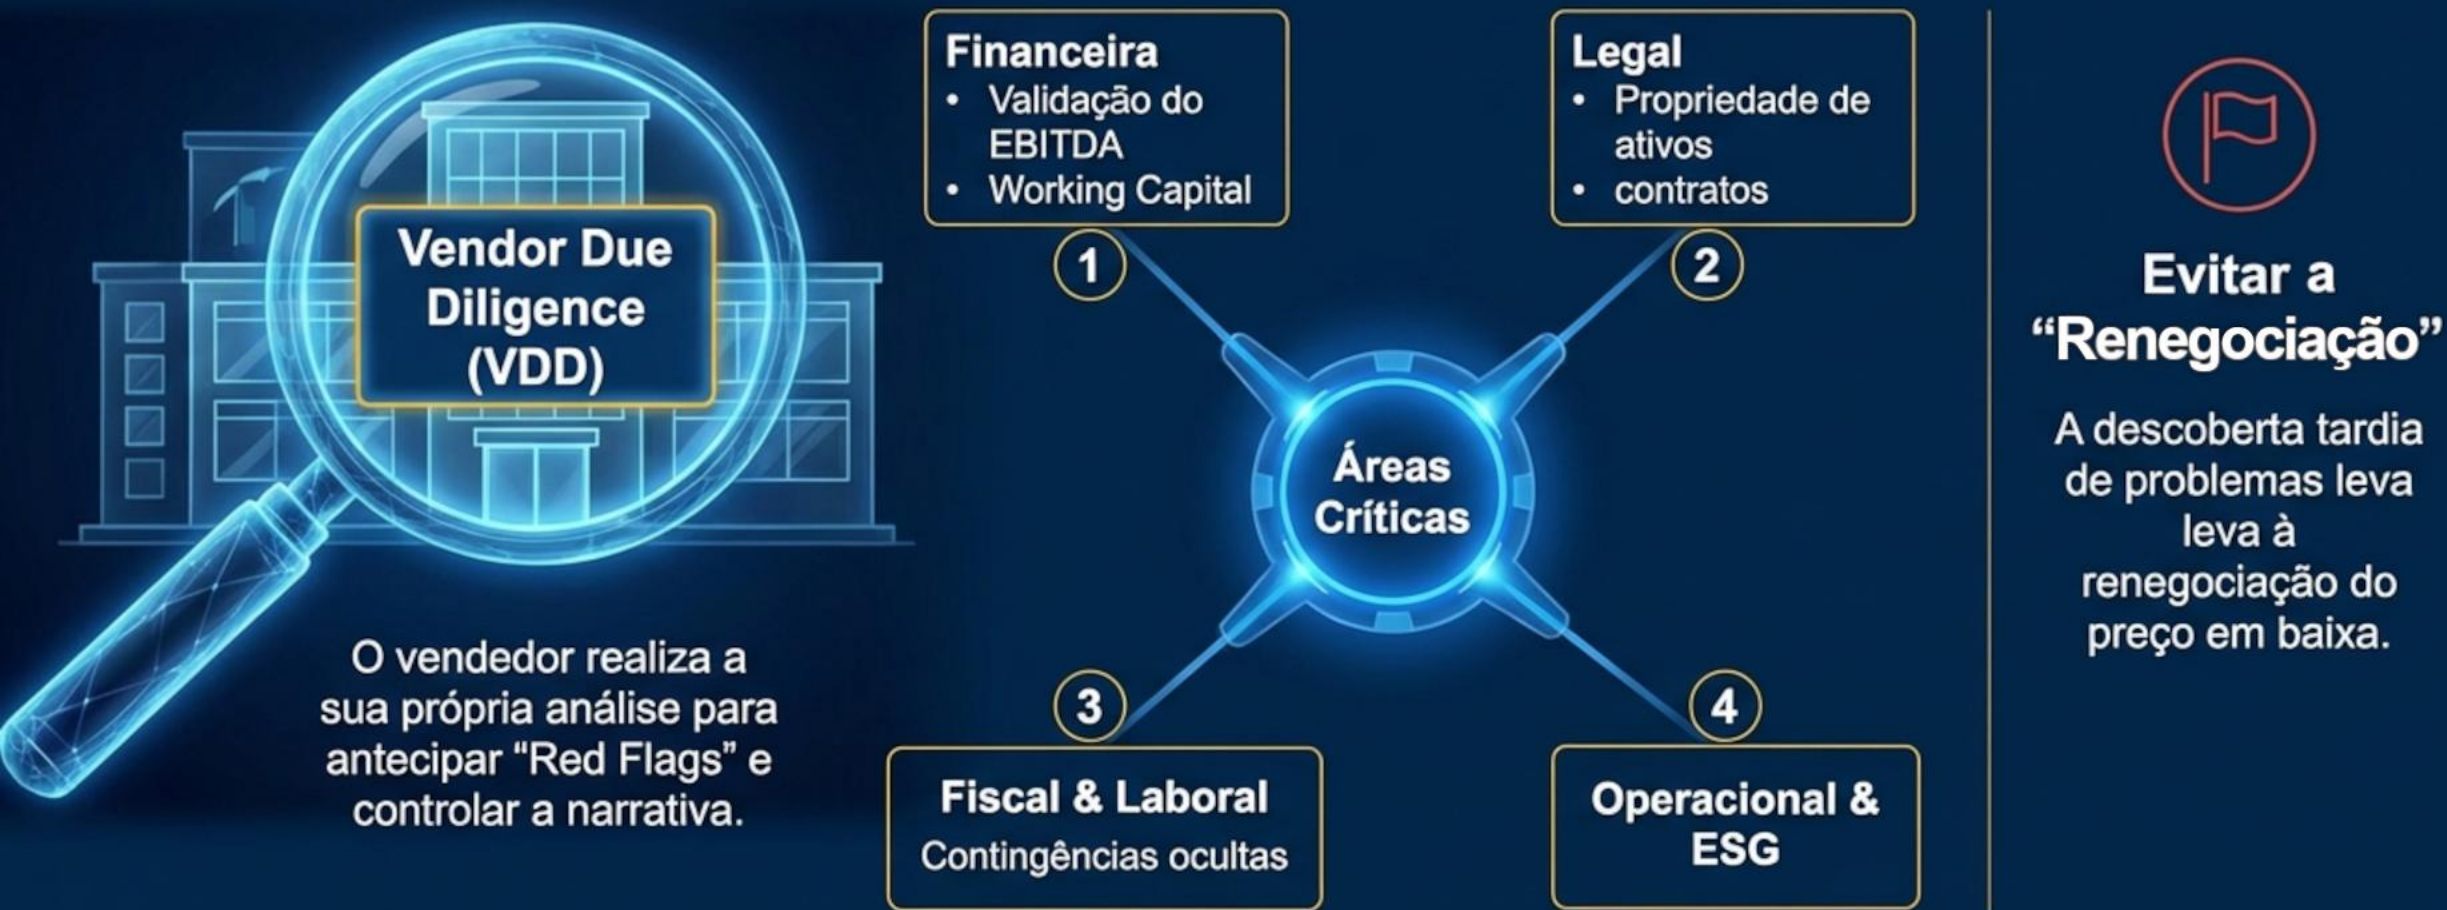 Vendor Due
Diligence
(VDD)
O vendedor realiza a
sua própria análise para
antecipar “Red Flags” e
controlar a narrativa.
Financeira
• Validação do
EBITDA
• Working Capital
1
Legal
• Propriedade de
ativos
• contratos
2
Áreas
Críticas
3
Fiscal & Laboral
Contingências ocultas
4
Operacional &
ESG
Evitar a
“Renegociação”
A descoberta tardia
de problemas leva
leva à
renegociação do
preço em baixa.